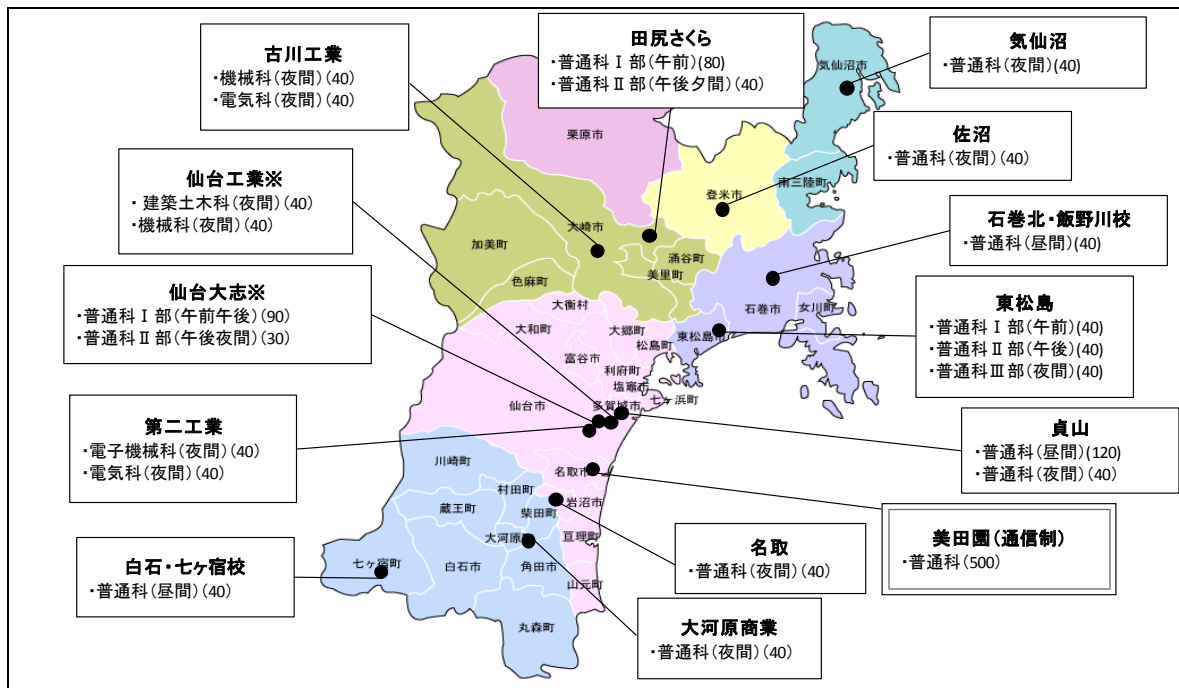 古川工業
・機械科(夜間)(40)
・電気科(夜間)(40)
田尻さくら
・普通科Ⅰ部(午前)(80)
・普通科Ⅱ部(午後夕間)(40)
気仙沼
・普通科(夜間)(40)
佐沼
・普通科(夜間)(40)
仙台工業※
・建築土木科(夜間)(40)
・機械科(夜間)(40)
石巻北・飯野川校
・普通科(昼間)(40)
仙台大志※
・普通科Ⅰ部(午前午後)(90)
・普通科Ⅱ部(午後夜間)(30)
東松島
・普通科Ⅰ部(午前)(40)
・普通科Ⅱ部(午後)(40)
・普通科Ⅲ部(夜間)(40)
第二工業
・電子機械科(夜間)(40)
・電気科(夜間)(40)
貞山
・普通科(昼間)(120)
・普通科(夜間)(40)
美田園(通信制)
・普通科(500)
名取
・普通科(夜間)(40)
白石・七ヶ宿校
・普通科(昼間)(40)
大河原商業
・普通科(夜間)(40)
気仙沼市
栗原市
南三陸町
登米市
大崎市
加美町
涌谷町
美里町
色麻町
石巻市
女川町
大衡村
大和町
大郷町
松島町
東松島市
富谷市
利府町
塩竈市
七ヶ浜町
仙台市
多賀城市
川崎町
名取市
村田町
岩沼市
蔵王町
柴田町
大河原
亘理町
七ヶ宿町
白石市
角田市
山元町
丸森町